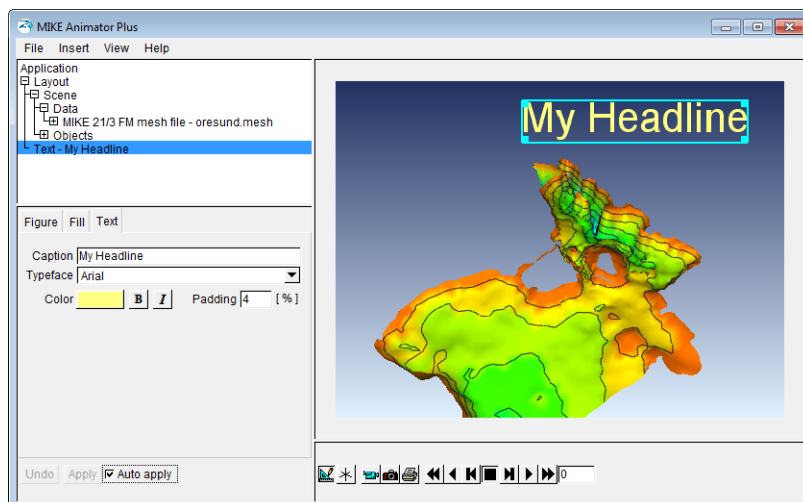 MIKE Animator Plus
File Insert View Help
Application
Layout
Scene
Data
MIKE 21/3 FM mesh file - oresund.mesh
Objects
Text - My Headline
My Headline
Figure Fill Text
Caption My Headline
Typeface Arial
Color B I Padding 4 [ % ]
Undo Apply Auto apply
0